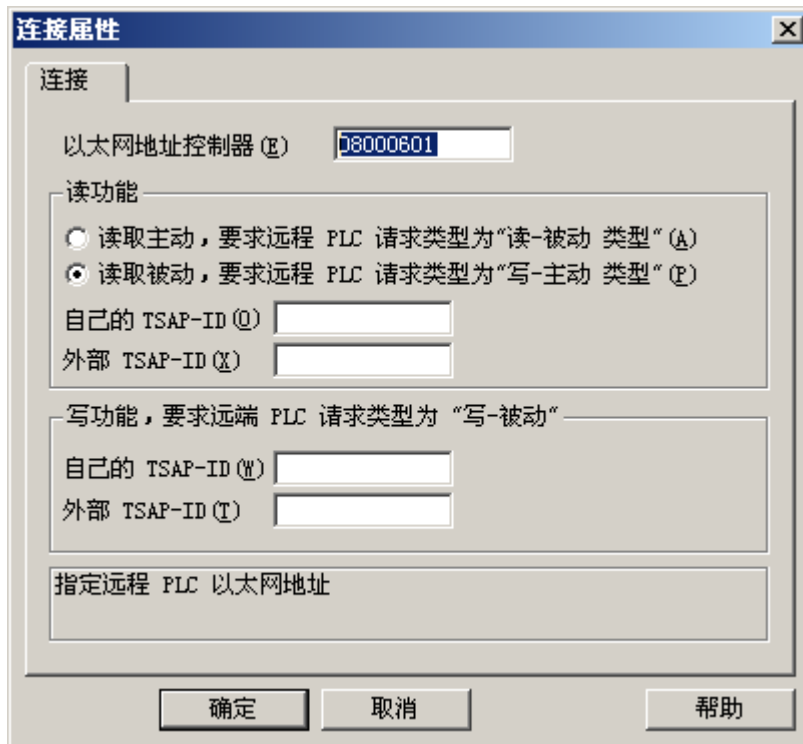 连接属性
连接
以太网地址控制器(E) 08000601
读功能
读取主动，要求远程 PLC 请求类型为"读-被动 类型"(A)
读取被动，要求远程 PLC 请求类型为"写-主动 类型"(P)
自己的 TSAP-ID(O)
外部 TSAP-ID(X)
写功能，要求远端 PLC 请求类型为 "写-被动"
自己的 TSAP-ID(W)
外部 TSAP-ID(T)
指定远程 PLC 以太网地址
确定 取消 帮助